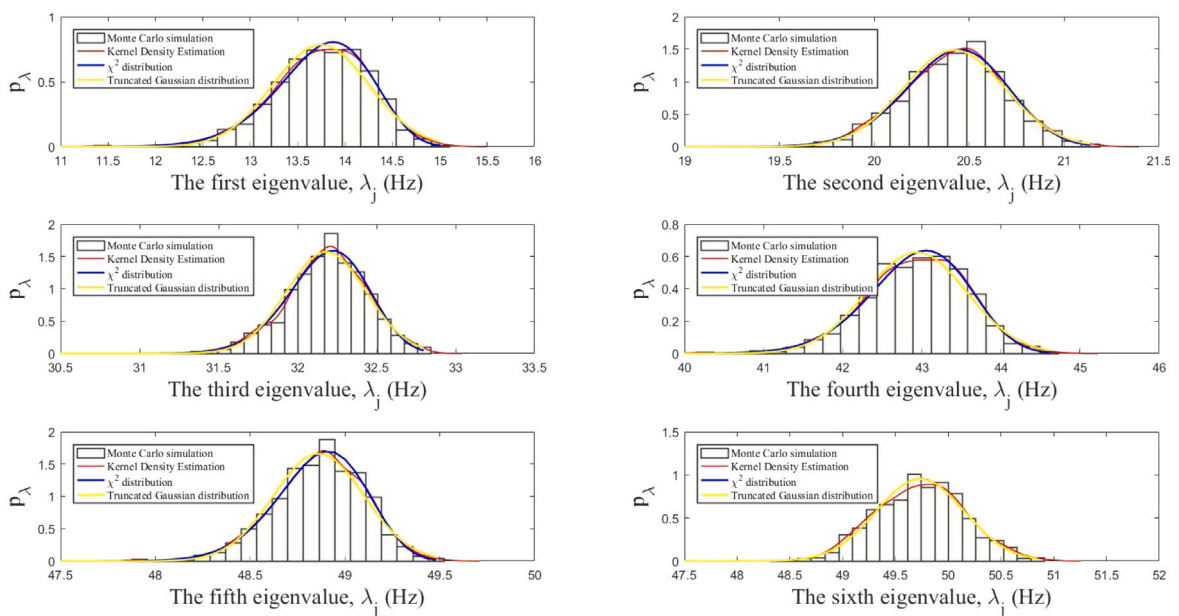 1
0.5
0
p_λ
Monte Carlo simulation
Kernel Density Estimation
χ² distribution
Truncated Gaussian distribution
11 11.5 12 12.5 13 13.5 14 14.5 15 15.5 16
The first eigenvalue, λ_j (Hz)
2
1.5
1
0.5
0
p_λ
Monte Carlo simulation
Kernel Density Estimation
χ² distribution
Truncated Gaussian distribution
19 19.5 20 20.5 21 21.5
The second eigenvalue, λ_j (Hz)
2
1.5
1
0.5
0
p_λ
Monte Carlo simulation
Kernel Density Estimation
χ² distribution
Truncated Gaussian distribution
30.5 31 31.5 32 32.5 33 33.5
The third eigenvalue, λ_j (Hz)
0.8
0.6
0.4
0.2
0
p_λ
Monte Carlo simulation
Kernel Density Estimation
χ² distribution
Truncated Gaussian distribution
40 41 42 43 44 45 46
The fourth eigenvalue, λ_j (Hz)
2
1.5
1
0.5
0
p_λ
Monte Carlo simulation
Kernel Density Estimation
χ² distribution
Truncated Gaussian distribution
47.5 48 48.5 49 49.5 50
The fifth eigenvalue, λ_j (Hz)
1.5
1
0.5
0
p_λ
Monte Carlo simulation
Kernel Density Estimation
Truncated Gaussian distribution
47.5 48 48.5 49 49.5 50 50.5 51 51.5 52
The sixth eigenvalue, λ_j (Hz)